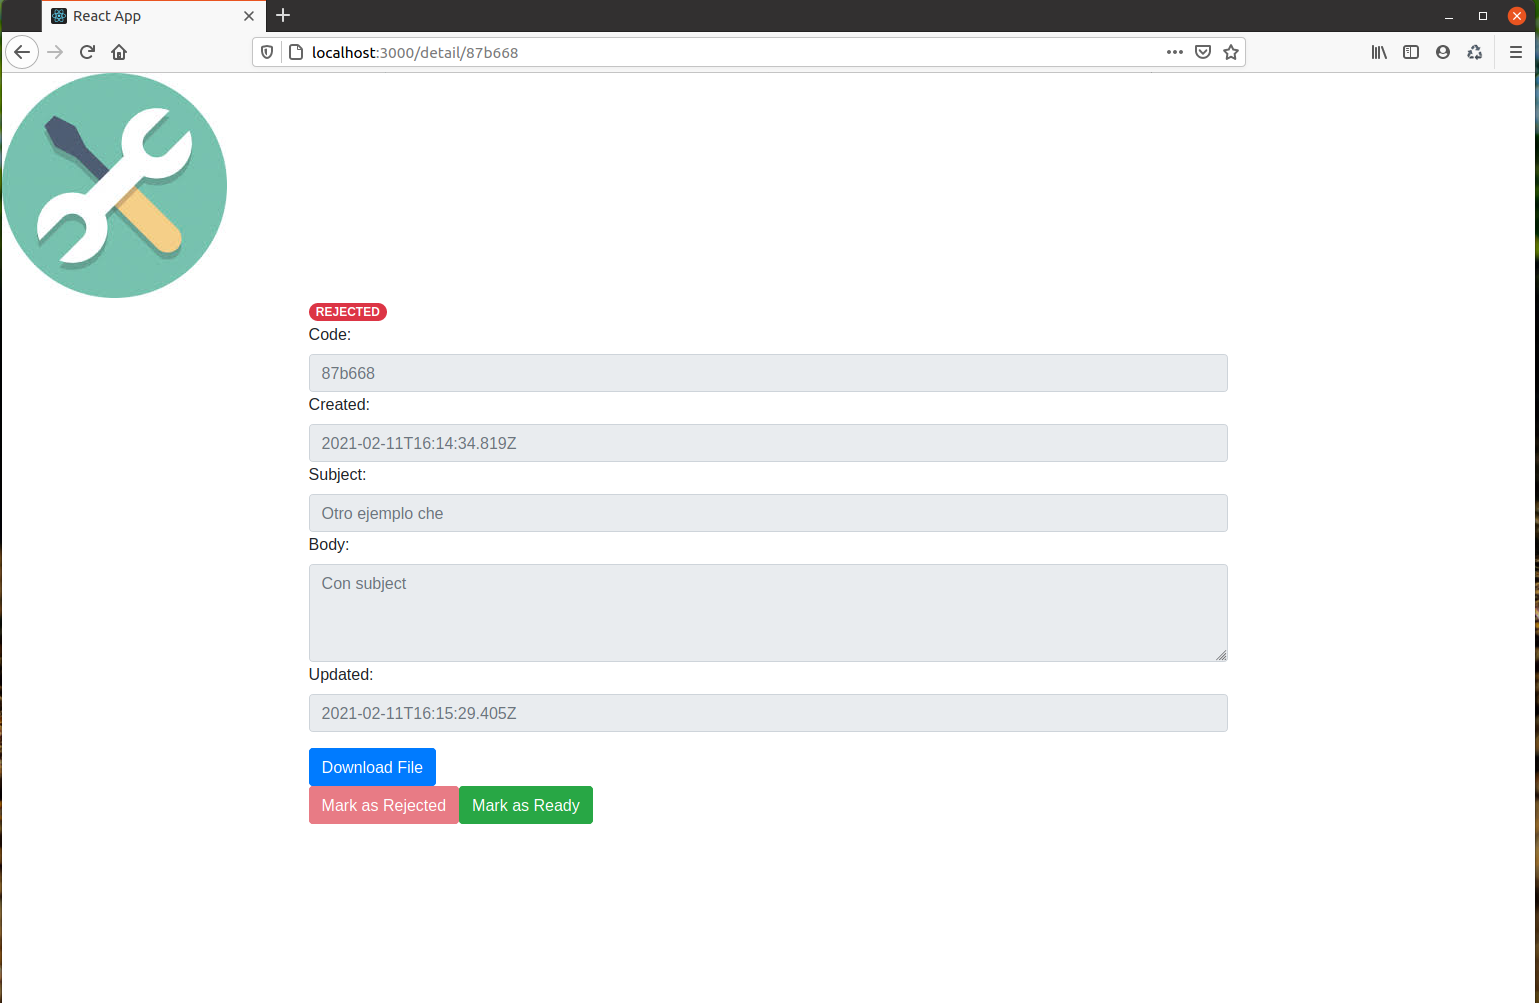 React App
localhost:3000/detail/87b668
REJECTED
Code:
87b668
Created:
2021-02-11T16:14:34.819Z
Subject:
Otro ejemplo che
Body:
Con subject
Updated:
2021-02-11T16:15:29.405Z
Download File
Mark as Rejected Mark as Ready